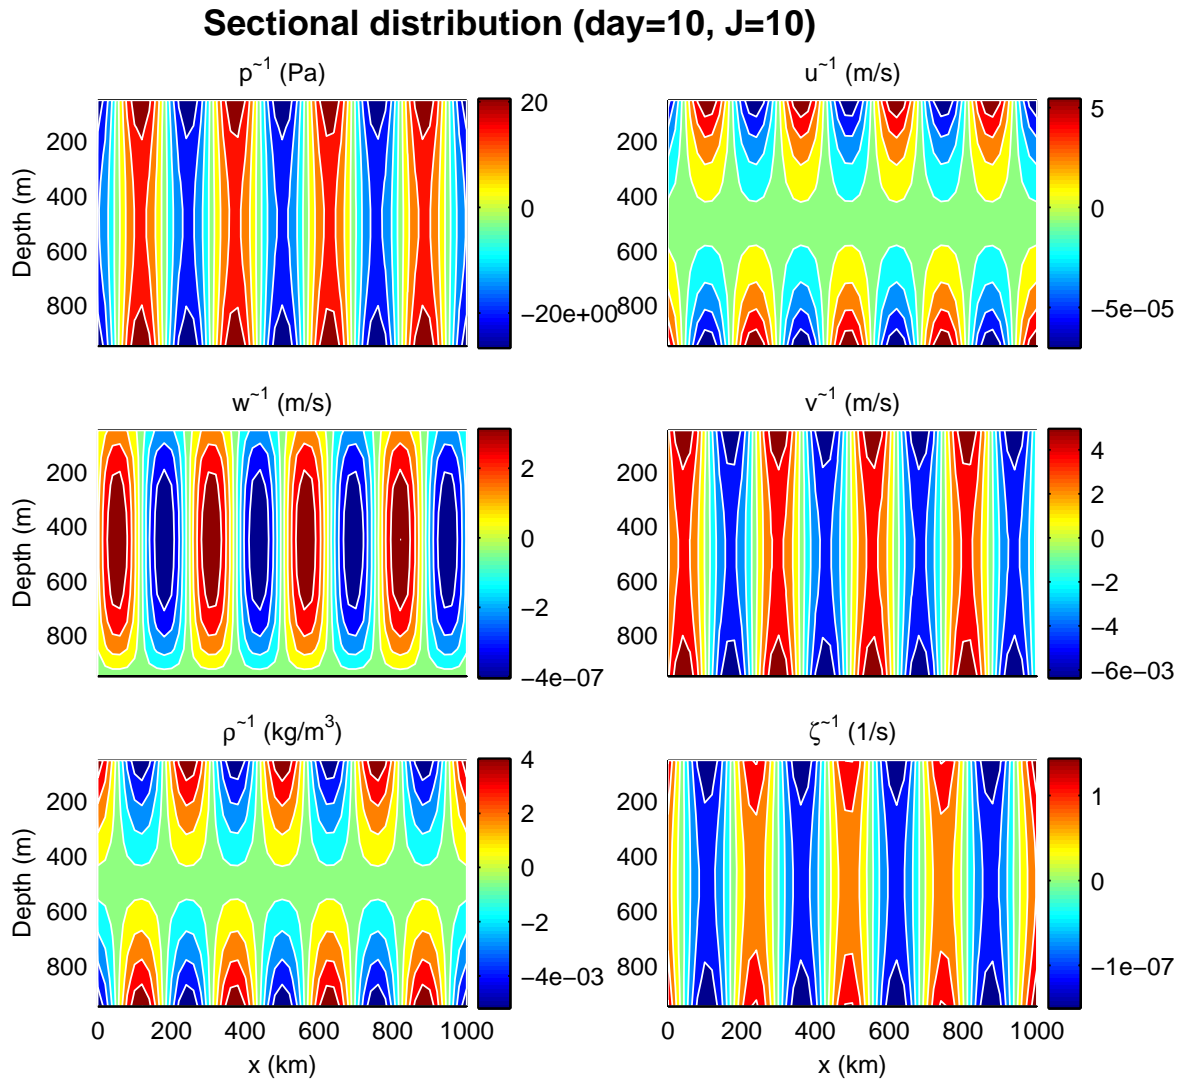 Sectional distribution (day=10, J=10)
p~1 (Pa)
u~1 (m/s)
Depth (m)
200
400
600
800
20
0
−20e+00
200
400
600
800
5
0
−5e−05
w~1 (m/s)
v~1 (m/s)
Depth (m)
200
400
600
800
2
0
−2
−4e−07
200
400
600
800
4
2
0
−2
−4
−6e−03
ρ~1 (kg/m3)
ζ~1 (1/s)
Depth (m)
200
400
600
800
4
2
0
−2
−4e−03
200
400
600
800
1
0
−1e−07
0 200 400 600 800 1000
0 200 400 600 800 1000
x (km)
x (km)